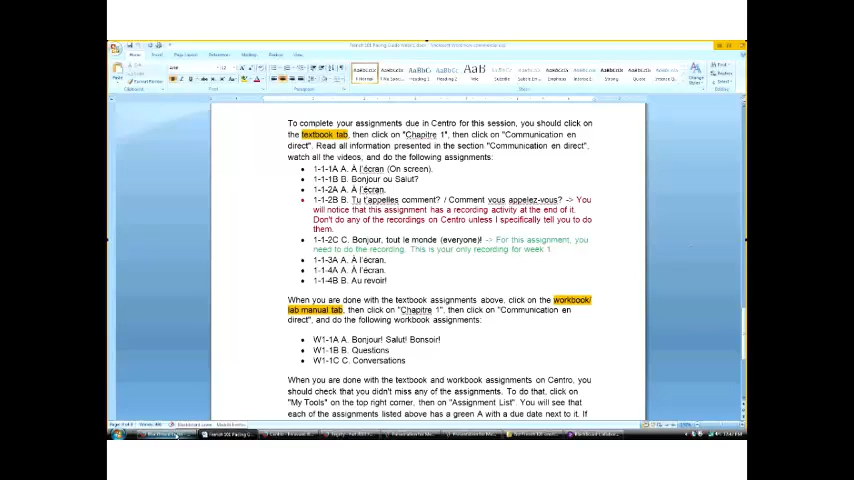 To complete your assignments due in Centro for this session, you should click on
the textbook tab, then click on "Chapitre 1", then click on "Communication en
direct". Read all information presented in the section "Communication en direct",
watch all the videos, and do the following assignments:
• 1-1-1A A. À l'écran (On screen).
• 1-1-1B B. Bonjour ou Salut?
• 1-1-2A A. À l'écran.
• 1-1-2B B. Tu t'appelles comment? / Comment vous appelez-vous? -> You
will notice that this assignment has a recording activity at the end of it.
Don't do any of the recordings on Centro unless I specifically tell you to do
them.
• 1-1-2C C. Bonjour, tout le monde (everyone)! -> For this assignment, you
need to do the recording. This is your only recording for week 1.
• 1-1-3A A. À l'écran.
• 1-1-4A A. À l'écran.
• 1-1-4B B. Au revoir!
When you are done with the textbook assignments above, click on the workbook/
lab manual tab, then click on "Chapitre 1", then click on "Communication en
direct", and do the following workbook assignments:
• W1-1A A. Bonjour! Salut! Bonsoir!
• W1-1B B. Questions
• W1-1C C. Conversations
When you are done with the textbook and workbook assignments on Centro, you
should check that you didn't miss any of the assignments. To do that, click on
"My Tools" on the top right corner, then on "Assignment List". You will see that
each of the assignments listed above has a green A with a due date next to it. If